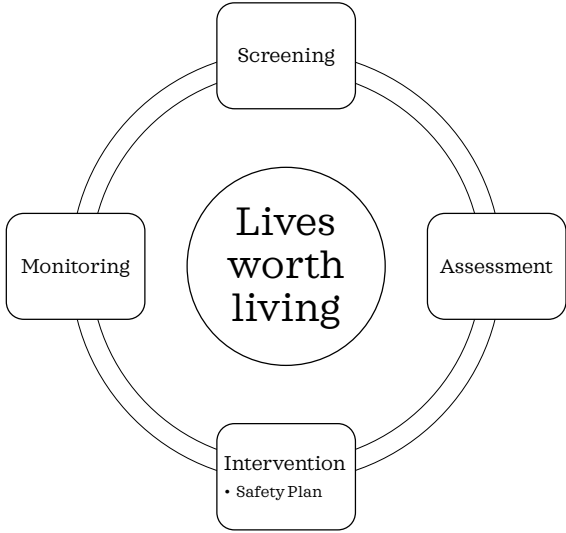 Screening
Lives
worth
living
Monitoring
Assessment
Intervention
• Safety Plan